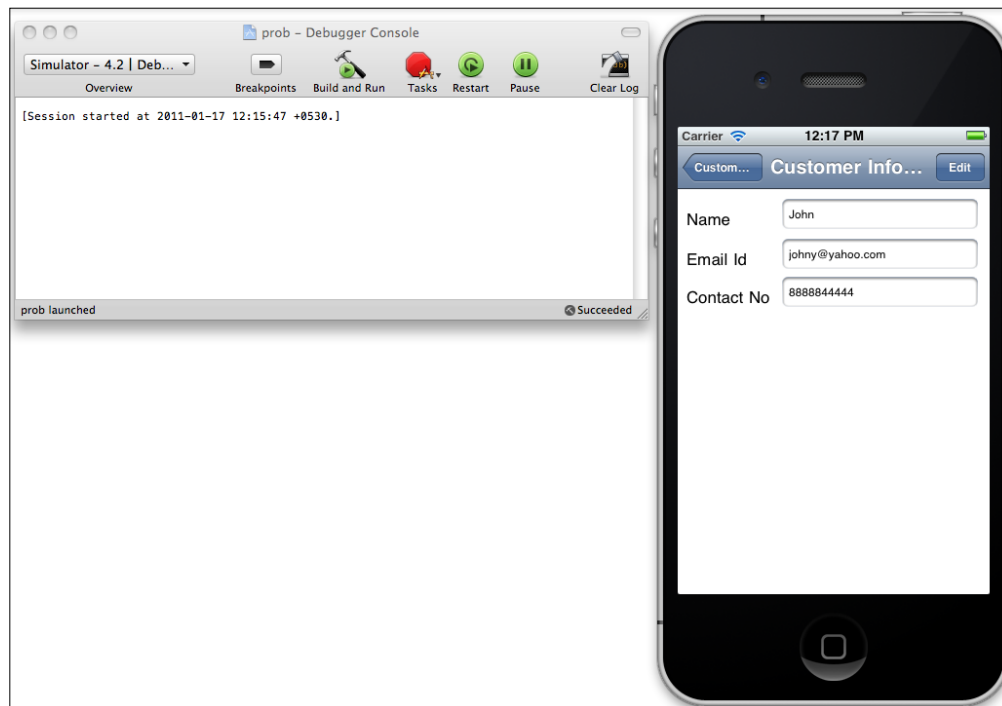 prob – Debugger Console
Simulator – 4.2 | Deb...
Overview
Breakpoints
Build and Run
Tasks
Restart
Pause
Clear Log
[Session started at 2011-01-17 12:15:47 +0530.]
prob launched
Succeeded
Carrier
12:17 PM
Custom...
Customer Info...
Edit
Name
John
Email Id
johny@yahoo.com
Contact No
8888844444